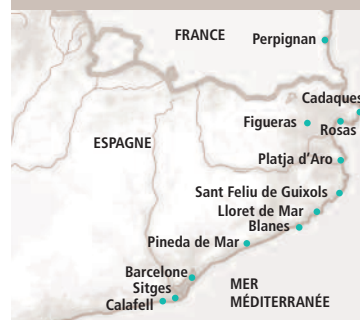 FRANCE
Perpignan
Cadaques
Figueras
Rosas
ESPAGNE
Platja d'Aro
Sant Feliu de Guixols
Lloret de Mar
Blanes
Pineda de Mar
Barcelone
Sitges
Calafell
MER
MÉDITERRANÉE